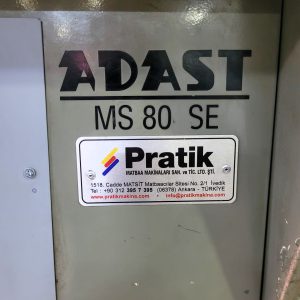 ADAST
MS 80 SE
Pratik
MATBAA MAKİNALARI SAN. ve TİC. LTD. ŞTİ.
1518. Cadde MATSİT Matbaacılar Sitesi No. 2/1 İvedik
Tel : +90 312 395 7 395 (06378) Ankara - TÜRKİYE
www.pratikmakina.com • info@pratikmakina.com